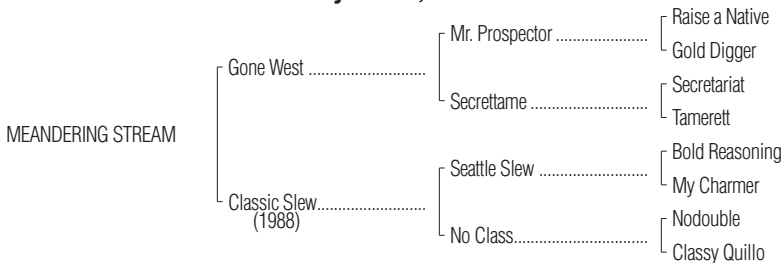 Raise a Native
Mr. Prospector ......................
Gold Digger
Gone West ............................
Secretariat
Secrettame ............................
Tamerett
MEANDERING STREAM
Bold Reasoning
Seattle Slew ..........................
My Charmer
Classic Slew..........................
(1988)
Nodouble
No Class................................
Classy Quillo